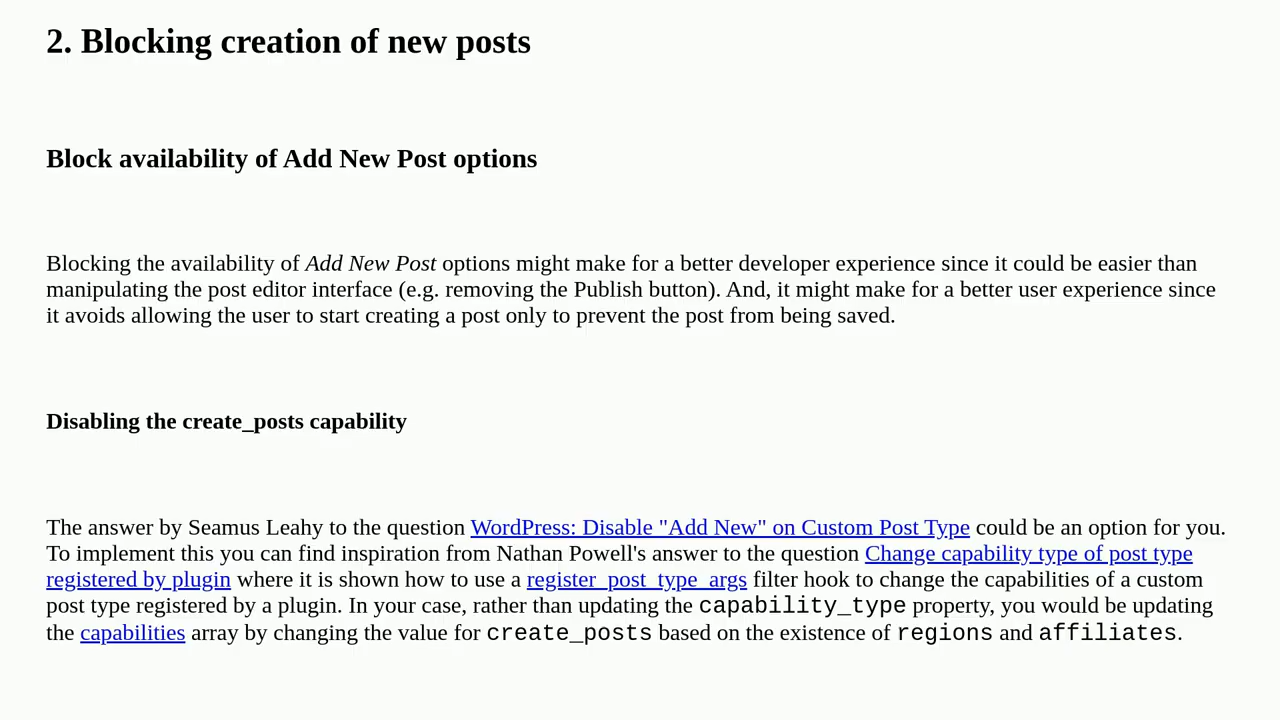 2. Blocking creation of new posts
Block availability of Add New Post options
Blocking the availability of Add New Post options might make for a better developer experience since it could be easier than
manipulating the post editor interface (e.g. removing the Publish button). And, it might make for a better user experience since
it avoids allowing the user to start creating a post only to prevent the post from being saved.
Disabling the create_posts capability
The answer by Seamus Leahy to the question WordPress: Disable "Add New" on Custom Post Type could be an option for you.
To implement this you can find inspiration from Nathan Powell's answer to the question Change capability type of post type
registered by plugin where it is shown how to use a register_post_type_args filter hook to change the capabilities of a custom
post type registered by a plugin. In your case, rather than updating the capability_type property, you would be updating
the capabilities array by changing the value for create_posts based on the existence of regions and affiliates.